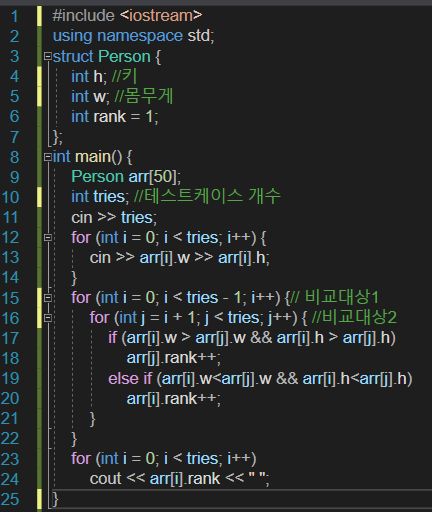 1 #include <iostream>
2 using namespace std;
3 struct Person {
4 int h; //키
5 int w; //몸무게
6 int rank = 1;
7 };
8 int main() {
9 Person arr[50];
10 int tries; //테스트케이스 개수
11 cin >> tries;
12 for (int i = 0; i < tries; i++) {
13 cin >> arr[i].w >> arr[i].h;
14 }
15 for (int i = 0; i < tries - 1; i++) {// 비교대상1
16 for (int j = i + 1; j < tries; j++) { //비교대상2
17 if (arr[i].w > arr[j].w && arr[i].h > arr[j].h)
18 arr[j].rank++;
19 else if (arr[i].w<arr[j].w && arr[i].h<arr[j].h)
20 arr[i].rank++;
21 }
22 }
23 for (int i = 0; i < tries; i++)
24 cout << arr[i].rank << " ";
25 }